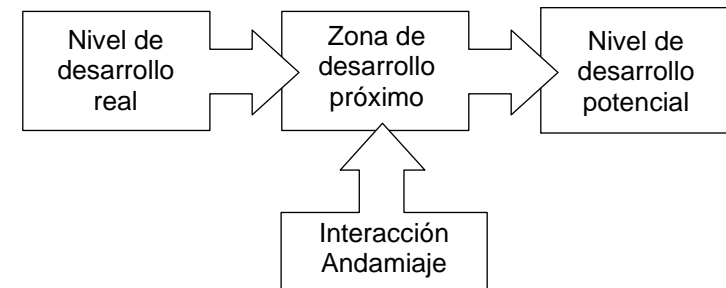 Nivel de
desarrollo
real
Zona de
desarrollo
próximo
Nivel de
desarrollo
potencial
Interacción
Andamiaje